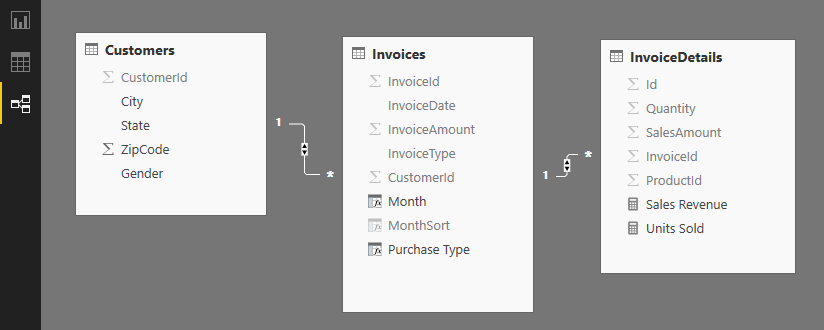 Customers
CustomerId
City
State
ZipCode
Gender
1
*
Invoices
InvoiceId
InvoiceDate
InvoiceAmount
InvoiceType
CustomerId
Month
MonthSort
Purchase Type
1
*
InvoiceDetails
Id
Quantity
SalesAmount
InvoiceId
ProductId
Sales Revenue
Units Sold